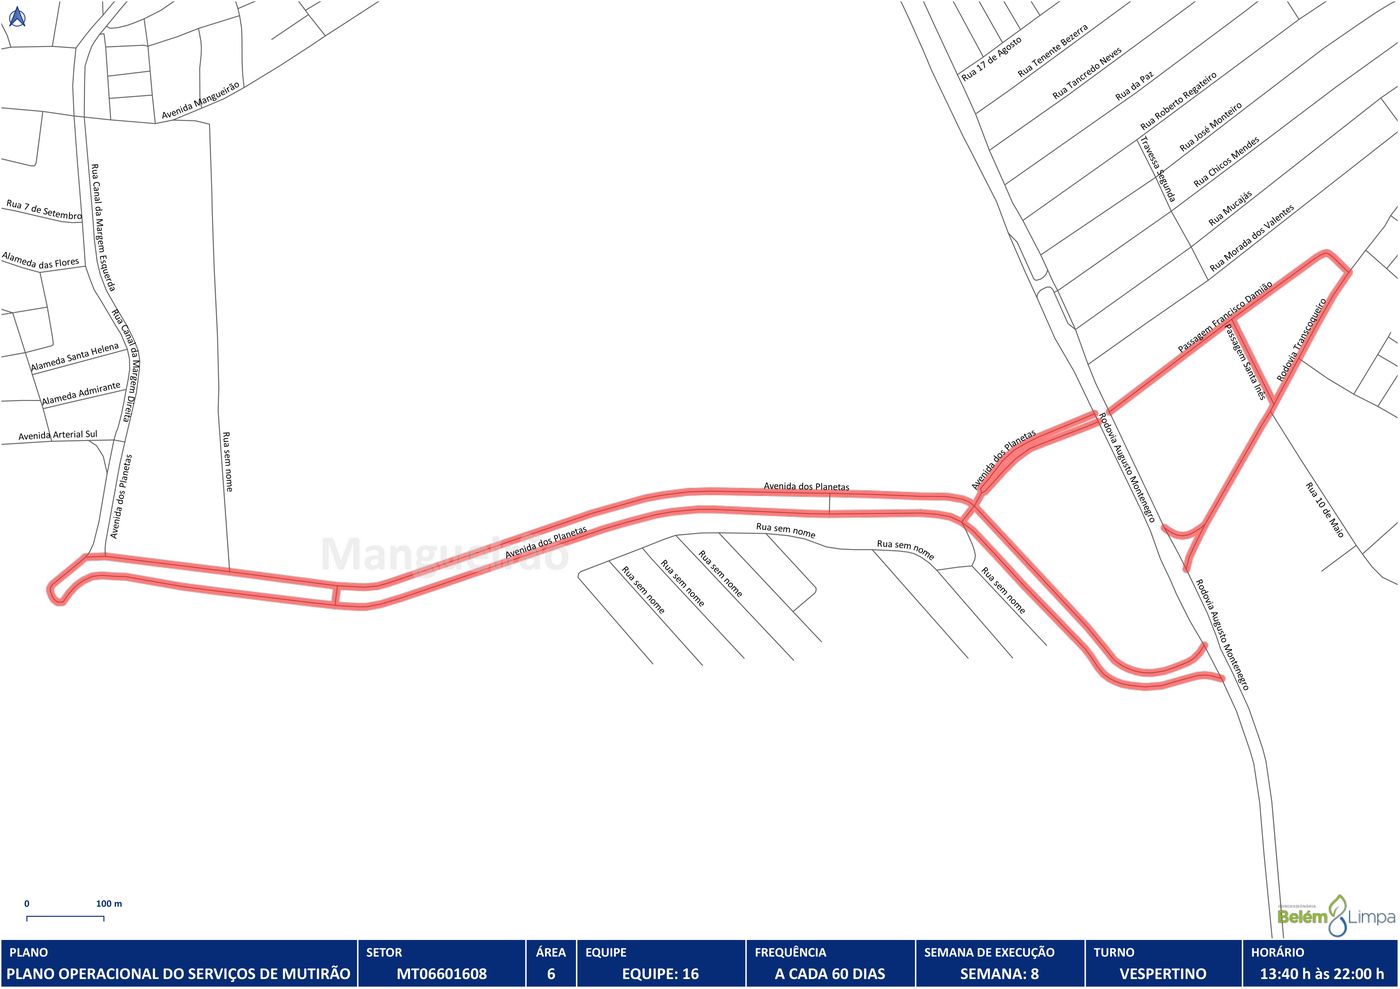 Rua 17 de Agosto
Rua Tenente Bezerra
Rua Tancredo Neves
Rua da Paz
Rua Roberto Regateiro
Rua José Monteiro
Travessa Segunda
Rua Chicos Mendes
Rua Mucajás
Rua Morada dos Valentes
Avenida Mangueirão
Rua Canal da Margem Esquerda
Rua 7 de Setembro
Alameda das Flores
Rua Canal da Margem Direita
Alameda Santa Helena
Alameda Admirante
Avenida Arterial Sul
Avenida dos Planetas
Rua sem nome
Passagem Francisco Damião
Passagem Santa Inês
Rodovia Transcoqueiro
Avenida dos Planetas
Rodovia Augusto Montenegro
Rua 10 de Maio
Avenida dos Planetas
Avenida dos Planetas
Mangueirão
Rua sem nome
Rua sem nome
Rua sem nome
Rua sem nome
Rua sem nome
Rua sem nome
Rodovia Augusto Montenegro
0 100 m
CONCESSIONÁRIA
Belém Limpa
PLANO
PLANO OPERACIONAL DO SERVIÇOS DE MUTIRÃO
SETOR
MT06601608
ÁREA
6
EQUIPE
EQUIPE: 16
FREQUÊNCIA
A CADA 60 DIAS
SEMANA DE EXECUÇÃO
SEMANA: 8
TURNO
VESPERTINO
HORÁRIO
13:40 h às 22:00 h